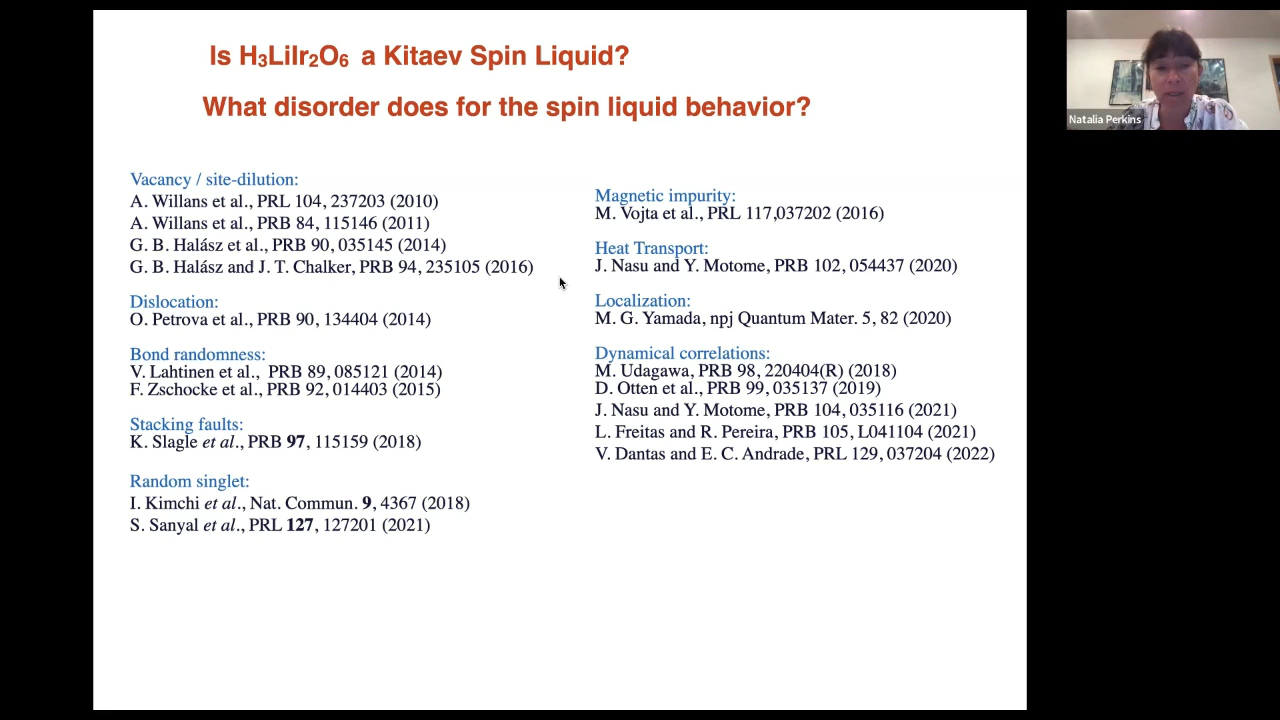 Is H₃LiIr₂O₆ a Kitaev Spin Liquid?
What disorder does for the spin liquid behavior?
Vacancy / site-dilution:
A. Willans et al., PRL 104, 237203 (2010)
A. Willans et al., PRB 84, 115146 (2011)
G. B. Halász et al., PRB 90, 035145 (2014)
G. B. Halász and J. T. Chalker, PRB 94, 235105 (2016)
Dislocation:
O. Petrova et al., PRB 90, 134404 (2014)
Bond randomness:
V. Lahtinen et al., PRB 89, 085121 (2014)
F. Zschocke et al., PRB 92, 014403 (2015)
Stacking faults:
K. Slagle et al., PRB 97, 115159 (2018)
Random singlet:
I. Kimchi et al., Nat. Commun. 9, 4367 (2018)
S. Sanyal et al., PRL 127, 127201 (2021)
Magnetic impurity:
M. Vojta et al., PRL 117,037202 (2016)
Heat Transport:
J. Nasu and Y. Motome, PRB 102, 054437 (2020)
Localization:
M. G. Yamada, npj Quantum Mater. 5, 82 (2020)
Dynamical correlations:
M. Udagawa, PRB 98, 220404(R) (2018)
D. Otten et al., PRB 99, 035137 (2019)
J. Nasu and Y. Motome, PRB 104, 035116 (2021)
L. Freitas and R. Pereira, PRB 105, L041104 (2021)
V. Dantas and E. C. Andrade, PRL 129, 037204 (2022)
Natalia Perkins